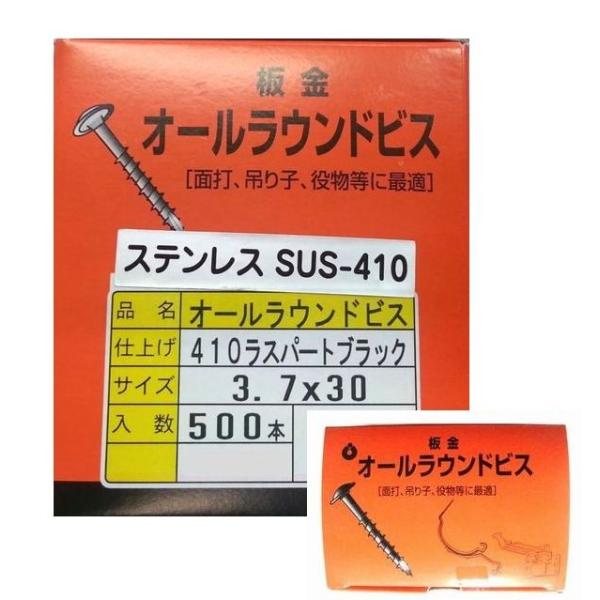 板金
オールラウンドビス
［面打、吊り子、役物等に最適］
ステンレス SUS-410
品名 オールラウンドビス
仕上げ 410ラスパートブラック
サイズ 3.7x30
入数 500本
板金
オールラウンドビス
［面打、吊り子、役物等に最適］